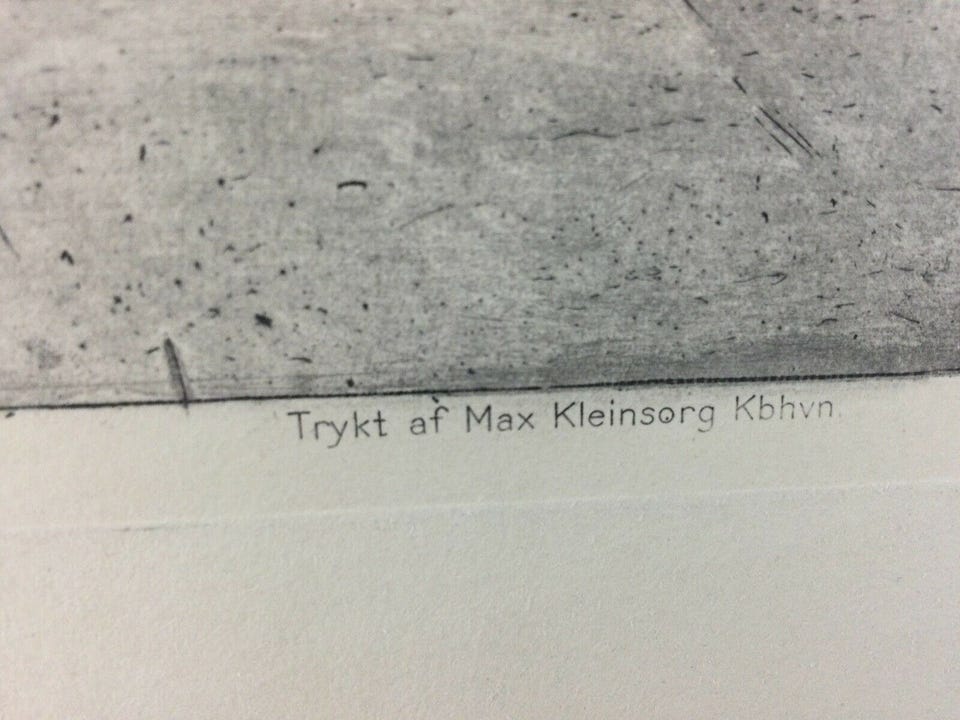 Trykt af Max Kleinsorg Kbhvn.